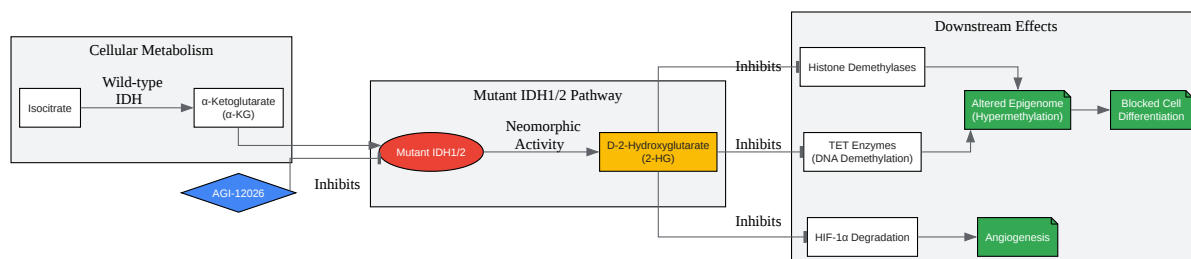 Cellular Metabolism
Isocitrate
Wild-type
IDH
α-Ketoglutarate
(α-KG)
AGI-12026
Inhibits
Mutant IDH1/2 Pathway
Mutant IDH1/2
Neomorphic
Activity
D-2-Hydroxyglutarate
(2-HG)
Inhibits
Inhibits
Inhibits
Downstream Effects
Histone Demethylases
TET Enzymes
(DNA Demethylation)
HIF-1α Degradation
Altered Epigenome
(Hypermethylation)
Blocked Cell
Differentiation
Angiogenesis